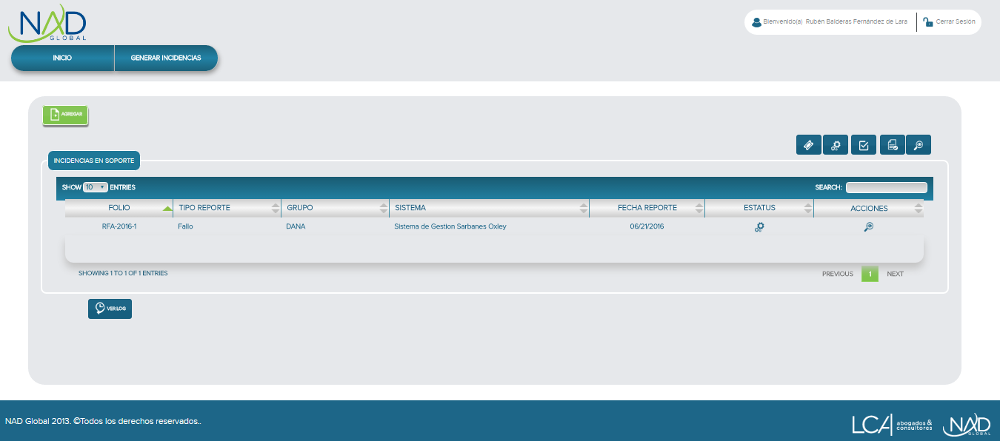 NAD
GLOBAL
Bienvenido(a) Rubén Balderas Fernández de Lara
Cerrar Sesión
INICIO
GENERAR INCIDENCIAS
AGREGAR
INCIDENCIAS EN SOPORTE
SHOW 10 ENTRIES
SEARCH:
FOLIO TIPO REPORTE GRUPO SISTEMA FECHA REPORTE ESTATUS ACCIONES
RFA-2016-1 Fallo DANA Sistema de Gestion Sarbanes Oxley 06/21/2016
SHOWING 1 TO 1 OF 1 ENTRIES
PREVIOUS 1 NEXT
VER LOG
NAD Global 2013. ©Todos los derechos reservados..
LCA abogados &
consultores
NAD
GLOBAL